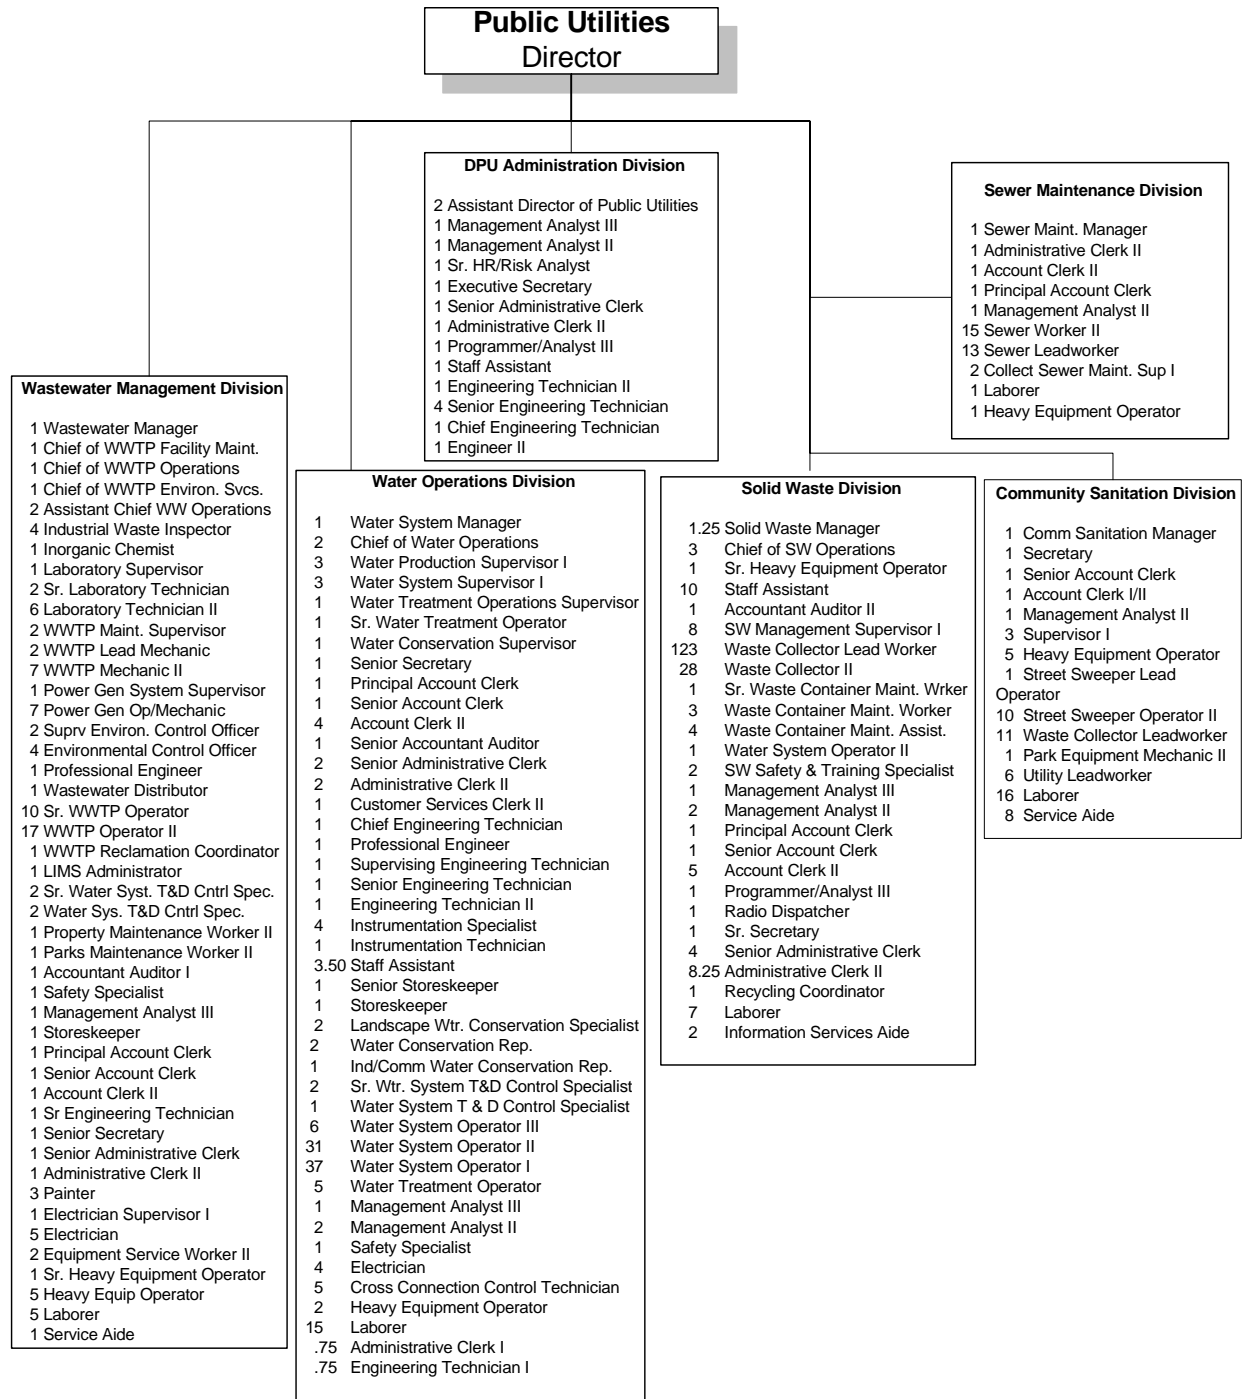 Public Utilities
Director
DPU Administration Division
2 Assistant Director of Public Utilities
1 Management Analyst III
1 Management Analyst II
1 Sr. HR/Risk Analyst
1 Executive Secretary
1 Senior Administrative Clerk
1 Administrative Clerk II
1 Programmer/Analyst III
1 Staff Assistant
1 Engineering Technician II
4 Senior Engineering Technician
1 Chief Engineering Technician
1 Engineer II
Sewer Maintenance Division
1 Sewer Maint. Manager
1 Administrative Clerk II
1 Account Clerk II
1 Principal Account Clerk
1 Management Analyst II
15 Sewer Worker II
13 Sewer Leadworker
2 Collect Sewer Maint. Sup I
1 Laborer
1 Heavy Equipment Operator
Wastewater Management Division
1 Wastewater Manager
1 Chief of WWTP Facility Maint.
1 Chief of WWTP Operations
1 Chief of WWTP Environ. Svcs.
2 Assistant Chief WW Operations
4 Industrial Waste Inspector
1 Inorganic Chemist
1 Laboratory Supervisor
2 Sr. Laboratory Technician
6 Laboratory Technician II
2 WWTP Maint. Supervisor
2 WWTP Lead Mechanic
7 WWTP Mechanic II
1 Power Gen System Supervisor
7 Power Gen Op/Mechanic
2 Suprv Environ. Control Officer
4 Environmental Control Officer
1 Professional Engineer
1 Wastewater Distributor
10 Sr. WWTP Operator
17 WWTP Operator II
1 WWTP Reclamation Coordinator
1 LIMS Administrator
2 Sr. Water Syst. T&D Cntrl Spec.
2 Water Sys. T&D Cntrl Spec.
1 Property Maintenance Worker II
1 Parks Maintenance Worker II
1 Accountant Auditor I
1 Safety Specialist
1 Management Analyst III
1 Storeskeeper
1 Principal Account Clerk
1 Senior Account Clerk
1 Account Clerk II
1 Sr Engineering Technician
1 Senior Secretary
1 Senior Administrative Clerk
1 Administrative Clerk II
3 Painter
1 Electrician Supervisor I
5 Electrician
2 Equipment Service Worker II
1 Sr. Heavy Equipment Operator
5 Heavy Equip Operator
5 Laborer
1 Service Aide
Water Operations Division
1 Water System Manager
2 Chief of Water Operations
3 Water Production Supervisor I
3 Water System Supervisor I
1 Water Treatment Operations Supervisor
1 Sr. Water Treatment Operator
1 Water Conservation Supervisor
1 Senior Secretary
1 Principal Account Clerk
1 Senior Account Clerk
4 Account Clerk II
1 Senior Accountant Auditor
2 Senior Administrative Clerk
2 Administrative Clerk II
1 Customer Services Clerk II
1 Chief Engineering Technician
1 Professional Engineer
1 Supervising Engineering Technician
1 Senior Engineering Technician
1 Engineering Technician II
4 Instrumentation Specialist
1 Instrumentation Technician
3.50 Staff Assistant
1 Senior Storeskeeper
1 Storeskeeper
2 Landscape Wtr. Conservation Specialist
2 Water Conservation Rep.
1 Ind/Comm Water Conservation Rep.
2 Sr. Wtr. System T&D Control Specialist
1 Water System T & D Control Specialist
6 Water System Operator III
31 Water System Operator II
37 Water System Operator I
5 Water Treatment Operator
1 Management Analyst III
2 Management Analyst II
1 Safety Specialist
4 Electrician
5 Cross Connection Control Technician
2 Heavy Equipment Operator
15 Laborer
.75 Administrative Clerk I
.75 Engineering Technician I
Solid Waste Division
1.25 Solid Waste Manager
3 Chief of SW Operations
1 Sr. Heavy Equipment Operator
10 Staff Assistant
1 Accountant Auditor II
8 SW Management Supervisor I
123 Waste Collector Lead Worker
28 Waste Collector II
1 Sr. Waste Container Maint. Wrker
3 Waste Container Maint. Worker
4 Waste Container Maint. Assist.
1 Water System Operator II
2 SW Safety & Training Specialist
1 Management Analyst III
2 Management Analyst II
1 Principal Account Clerk
1 Senior Account Clerk
5 Account Clerk II
1 Programmer/Analyst III
1 Radio Dispatcher
1 Sr. Secretary
4 Senior Administrative Clerk
8.25 Administrative Clerk II
1 Recycling Coordinator
7 Laborer
2 Information Services Aide
Community Sanitation Division
1 Comm Sanitation Manager
1 Secretary
1 Senior Account Clerk
1 Account Clerk I/II
1 Management Analyst II
3 Supervisor I
5 Heavy Equipment Operator
1 Street Sweeper Lead
Operator
10 Street Sweeper Operator II
11 Waste Collector Leadworker
1 Park Equipment Mechanic II
6 Utility Leadworker
16 Laborer
8 Service Aide